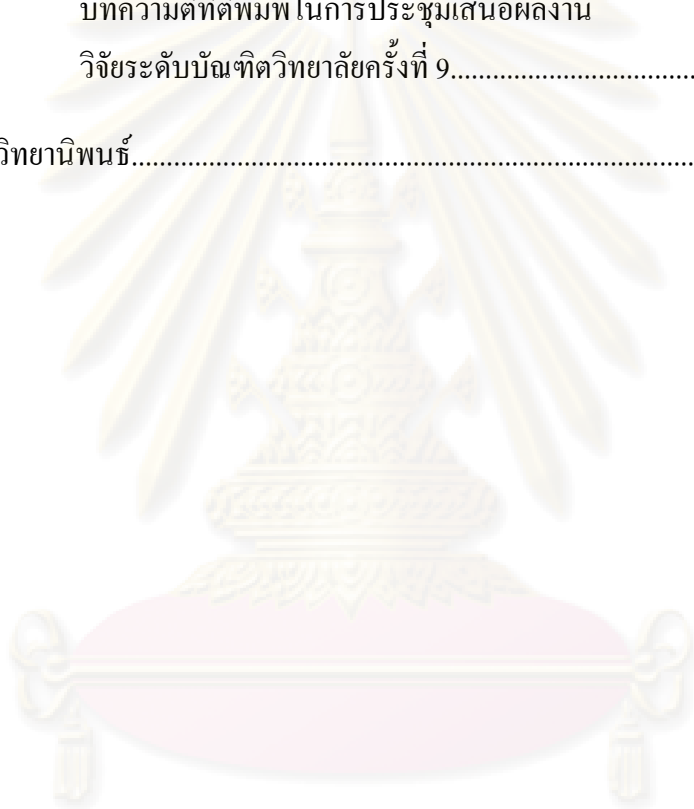 บทความตีพิมพ์ในการประชุมเสนอผลงาน
วิจัยระดับบัณฑิตวิทยาลัยครั้งที่ 9................................
วิทยานิพนธ์................................................................................